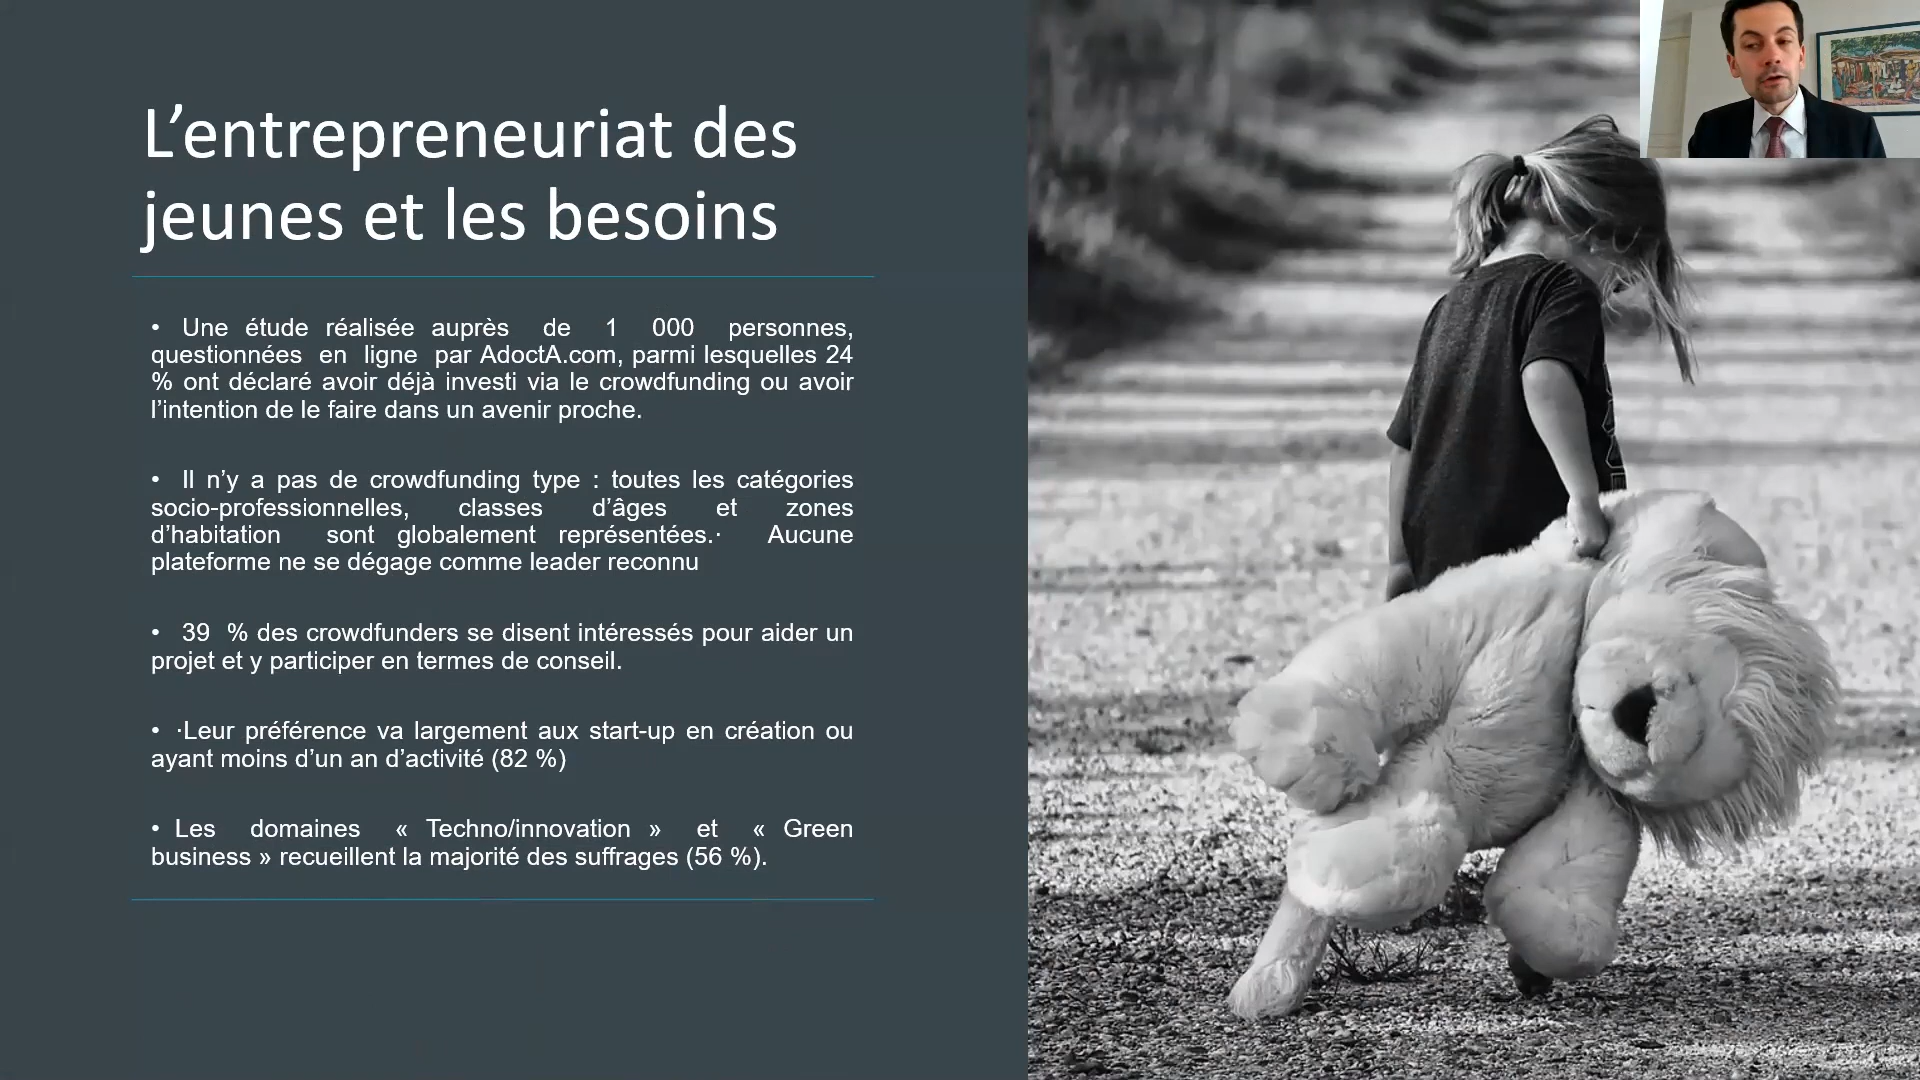 L’entrepreneuriat des
jeunes et les besoins
• Une étude réalisée auprès de 1 000 personnes,
questionnées en ligne par AdoctA.com, parmi lesquelles 24
% ont déclaré avoir déjà investi via le crowdfunding ou avoir
l’intention de le faire dans un avenir proche.
• Il n’y a pas de crowdfunding type : toutes les catégories
socio-professionnelles, classes d’âges et zones
d’habitation sont globalement représentées.· Aucune
plateforme ne se dégage comme leader reconnu
• 39 % des crowdfunders se disent intéressés pour aider un
projet et y participer en termes de conseil.
• ·Leur préférence va largement aux start-up en création ou
ayant moins d’un an d’activité (82 %)
• Les domaines « Techno/innovation » et « Green
business » recueillent la majorité des suffrages (56 %).